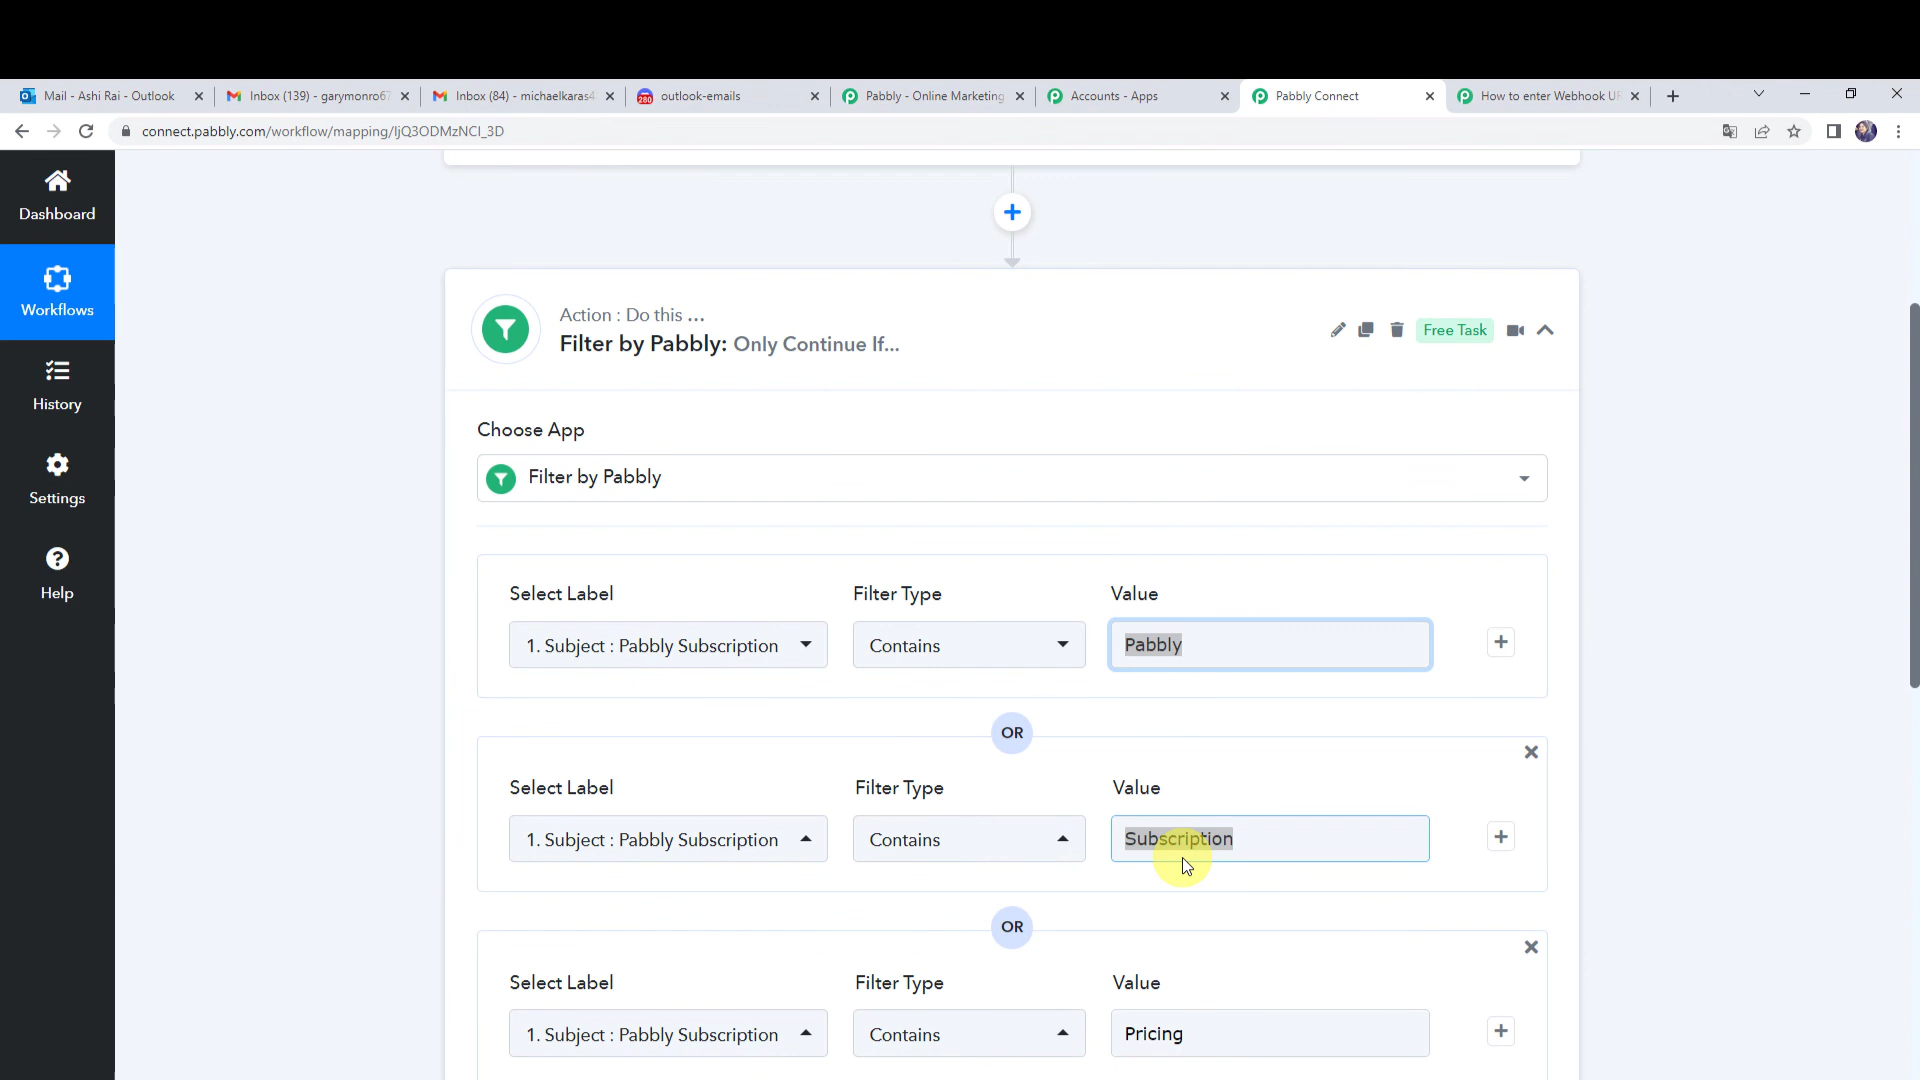 Mail - Ashi Rai - Outlook
Inbox (139) - garymonro67
Inbox (84) - michaelkaras4
280
outlook-emails
Pabbly - Online Marketing
Accounts - Apps
Pabbly Connect
How to enter Webhook UR
connect.pabbly.com/workflow/mapping/IjQ3ODMzNCI_3D
Dashboard
Workflows
History
Settings
Help
Action : Do this ...
Filter by Pabbly: Only Continue If...
Free Task
Choose App
Filter by Pabbly
Select Label Filter Type Value
1. Subject : Pabbly Subscription Contains Pabbly
OR
Select Label Filter Type Value
1. Subject : Pabbly Subscription Contains Subscription
OR
Select Label Filter Type Value
1. Subject : Pabbly Subscription Contains Pricing